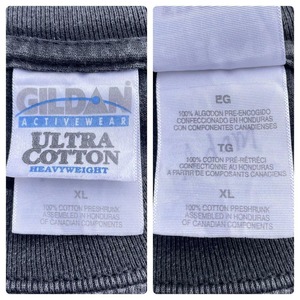 GILDAN
ACTIVEWEAR
ULTRA
COTTON
HEAVYWEIGHT
XL
100% COTTON PRESHRUNK
ASSEMBLED IN HONDURAS
OF CANADIAN COMPONENTS
EG
100% ALGODON PRE-ENCOGIDO
CONFECCIONADO EN HONDURAS
CON COMPONENTES CANADIENSES
TG
100% COTON PRÉ-RÉTRÉCI
CONFECTIONNÉ AU HONDURAS
A PARTIR DE COMPOSANTS CANADIENS
XL
100% COTTON PRESHRUNK
ASSEMBLED IN HONDURAS
OF CANADIAN COMPONENTS